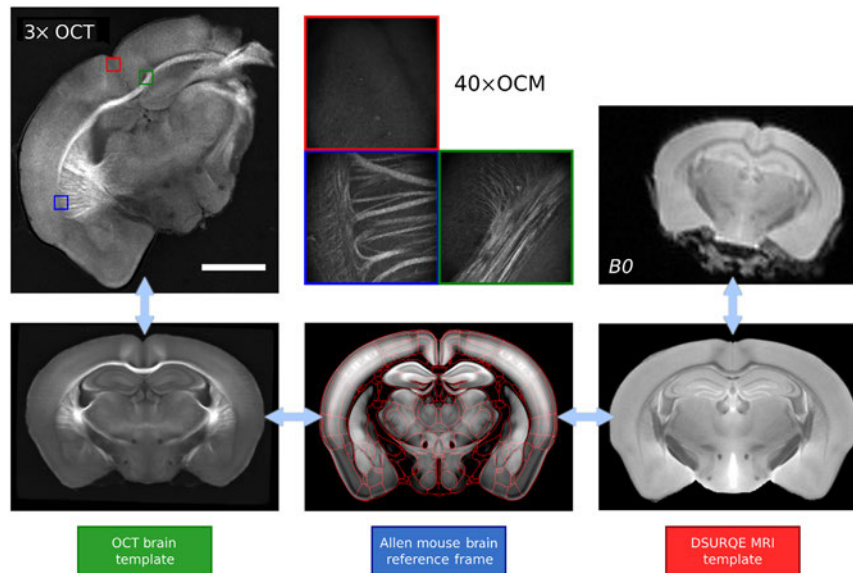 3× OCT
40×OCM
B0
OCT brain
template
Allen mouse brain
reference frame
DSURQE MRI
template